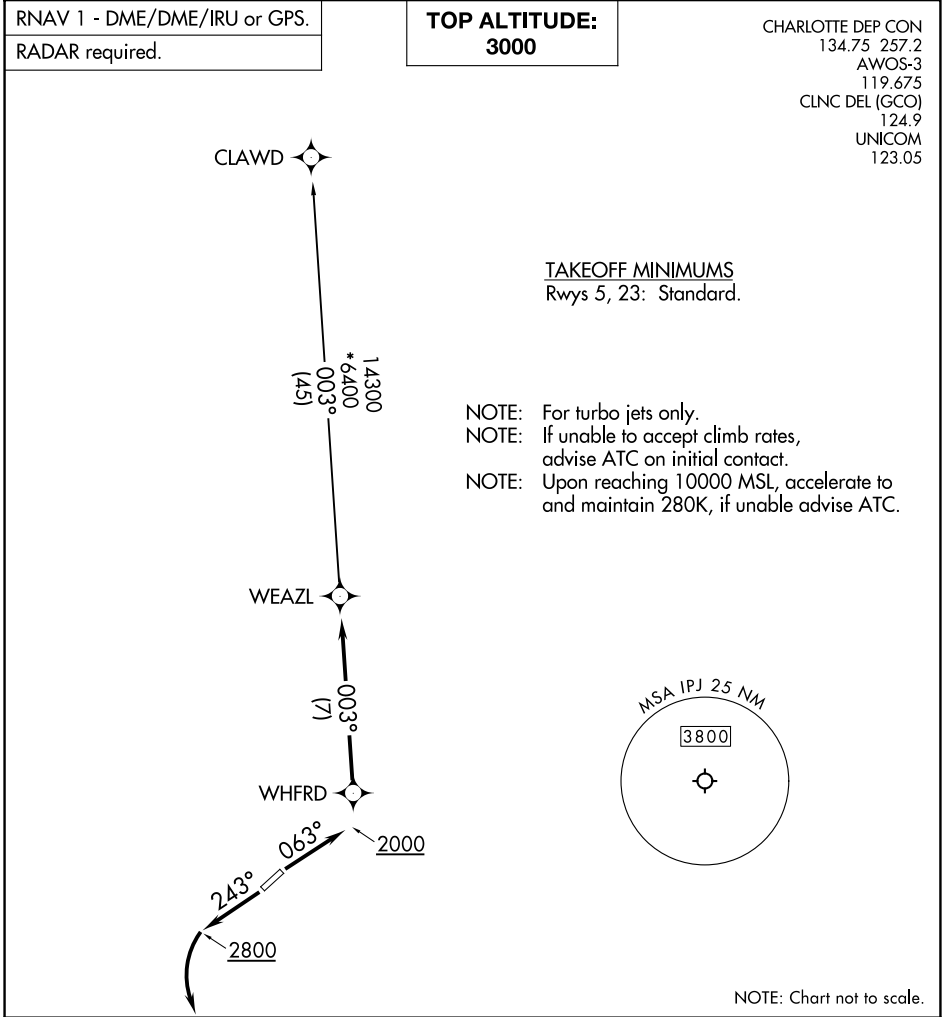 RNAV 1 - DME/DME/IRU or GPS.
RADAR required.
TOP ALTITUDE:
3000
CHARLOTTE DEP CON
134.75 257.2
AWOS-3
119.675
CLNC DEL (GCO)
124.9
UNICOM
123.05
CLAWD
TAKEOFF MINIMUMS
Rwys 5, 23: Standard.
14300
*6400
003°
(45)
NOTE: For turbo jets only.
NOTE: If unable to accept climb rates,
advise ATC on initial contact.
NOTE: Upon reaching 10000 MSL, accelerate to
and maintain 280K, if unable advise ATC.
WEAZL
003°
(7)
MSA IPJ 25 NM
3800
WHFRD
063°
2000
243°
2800
NOTE: Chart not to scale.